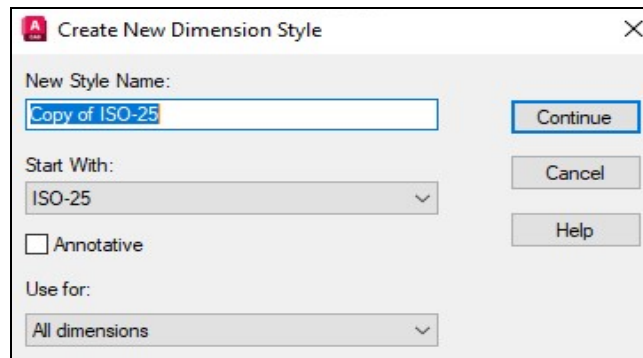 A
CAD
Create New Dimension Style
New Style Name:
Copy of ISO-25
Continue
Start With:
Cancel
ISO-25
Help
Annotative
Use for:
All dimensions